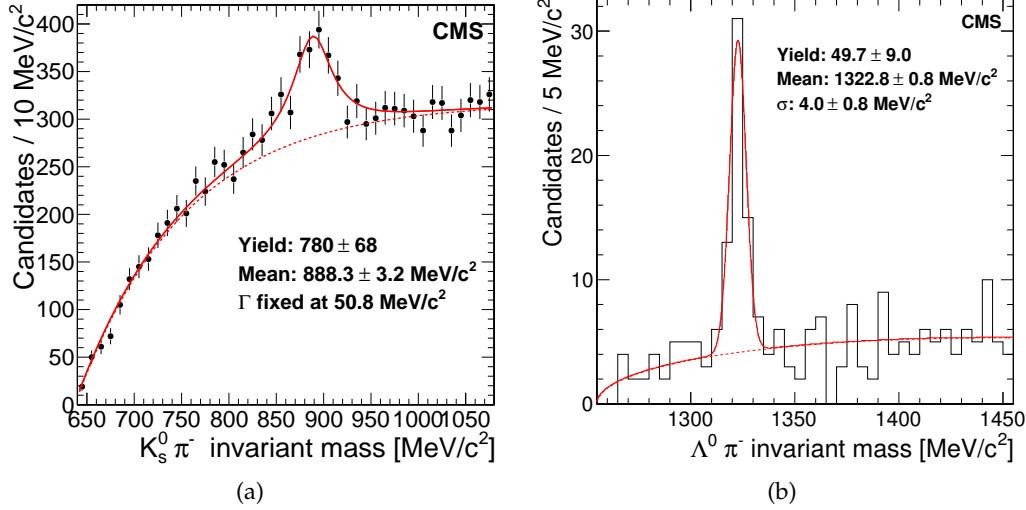 Candidates / 10 MeV/c²
400
350
300
250
200
150
100
50
0
CMS
Yield: 780 ± 68
Mean: 888.3 ± 3.2 MeV/c²
Γ fixed at 50.8 MeV/c²
650 700 750 800 850 900 950 1000 1050
K⁰ₛ π⁻ invariant mass [MeV/c²]
(a)
Candidates / 5 MeV/c²
30
20
10
0
CMS
Yield: 49.7 ± 9.0
Mean: 1322.8 ± 0.8 MeV/c²
σ: 4.0 ± 0.8 MeV/c²
1300 1350 1400 1450
Λ⁰ π⁻ invariant mass [MeV/c²]
(b)